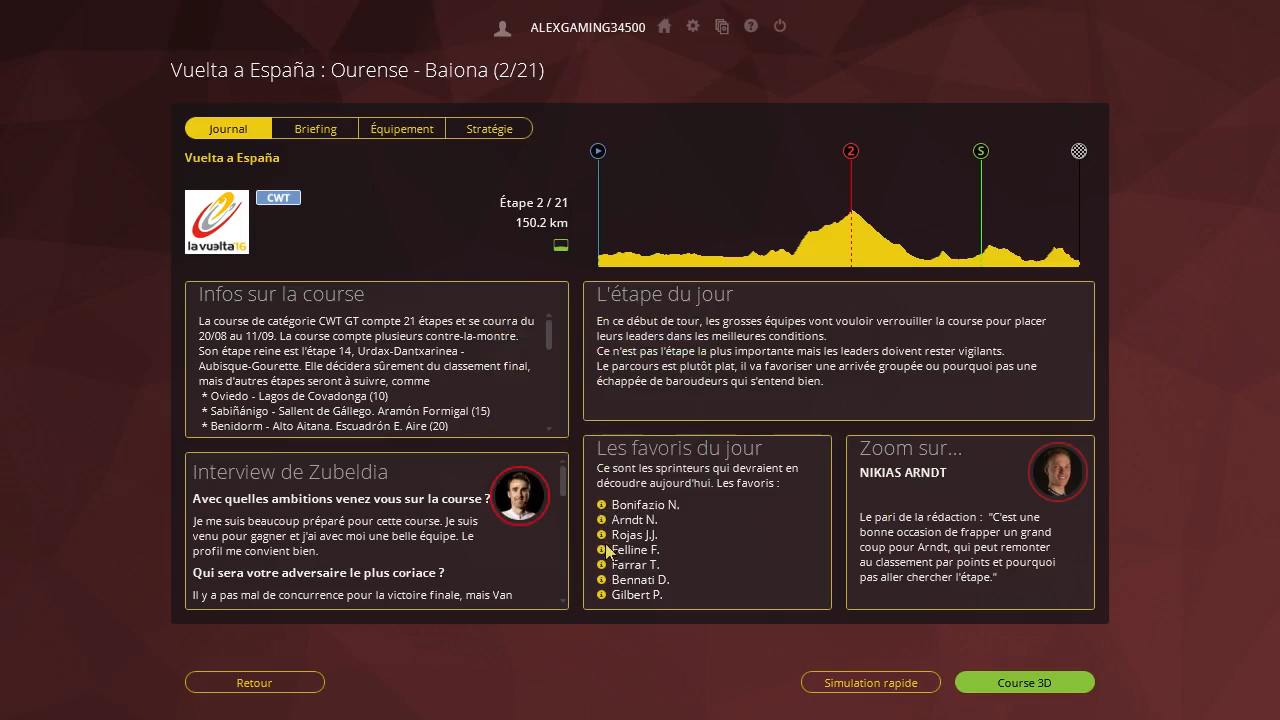 ALEXGAMING34500
Vuelta a España : Ourense - Baiona (2/21)
Journal
Briefing
Équipement
Stratégie
Vuelta a España
CWT
la vuelta16
Étape 2 / 21
150.2 km
2
S
Infos sur la course
La course de catégorie CWT GT compte 21 étapes et se courra du
20/08 au 11/09. La course compte plusieurs contre-la-montre.
Son étape reine est l'étape 14, Urdax-Dantxarinea -
Aubisque-Gourette. Elle décidera sûrement du classement final,
mais d'autres étapes seront à suivre, comme
* Oviedo - Lagos de Covadonga (10)
* Sabiñánigo - Sallent de Gállego. Aramón Formigal (15)
* Benidorm - Alto Aitana. Escuadrón E. Aire (20)
L'étape du jour
En ce début de tour, les grosses équipes vont vouloir verrouiller la course pour placer
leurs leaders dans les meilleures conditions.
Ce n'est pas l'étape la plus importante mais les leaders doivent rester vigilants.
Le parcours est plutôt plat, il va favoriser une arrivée groupée ou pourquoi pas une
échappée de baroudeurs qui s'entend bien.
Interview de Zubeldia
Avec quelles ambitions venez vous sur la course ?
Je me suis beaucoup préparé pour cette course. Je suis
venu pour gagner et j'ai avec moi une belle équipe. Le
profil me convient bien.
Qui sera votre adversaire le plus coriace ?
Il y a pas mal de concurrence pour la victoire finale, mais Van
Les favoris du jour
Ce sont les sprinteurs qui devraient en
découdre aujourd'hui. Les favoris :
Bonifazio N.
Arndt N.
Rojas J.J.
Felline F.
Farrar T.
Bennati D.
Gilbert P.
Zoom sur...
NIKIAS ARNDT
Le pari de la rédaction : "C'est une
bonne occasion de frapper un grand
coup pour Arndt, qui peut remonter
au classement par points et pourquoi
pas aller chercher l'étape."
Retour
Simulation rapide
Course 3D